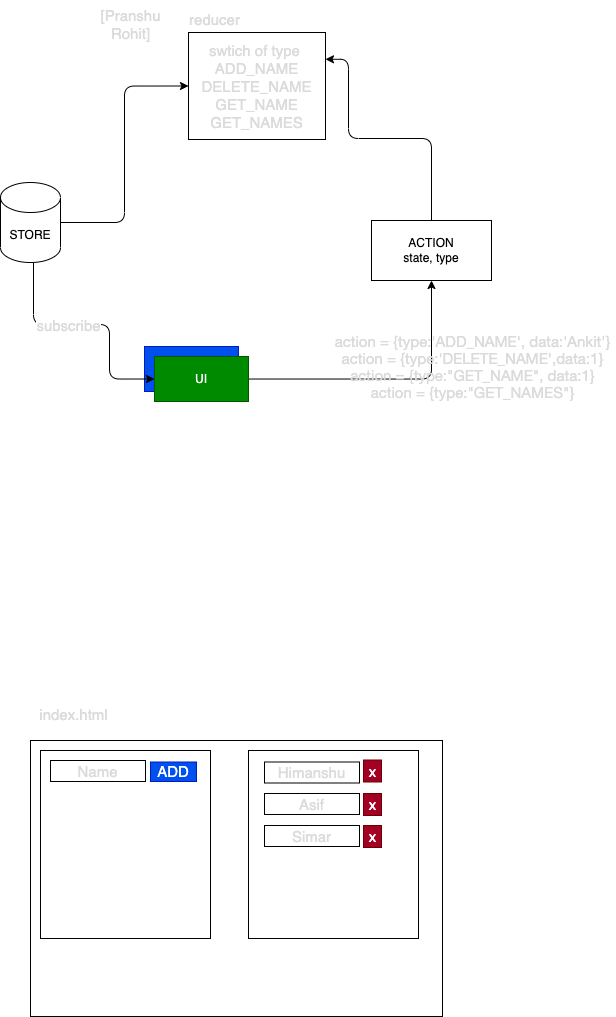 [Pranshu
Rohit]
reducer
swtich of type
ADD_NAME
DELETE_NAME
GET_NAME
GET_NAMES
STORE
ACTION
state, type
subscribe
UI
action = {type:'ADD_NAME', data:'Ankit'}
action = {type:'DELETE_NAME',data:1}
action = {type:"GET_NAME", data:1}
action = {type:"GET_NAMES"}
index.html
Name ADD
Himanshu x
Asif x
Simar x